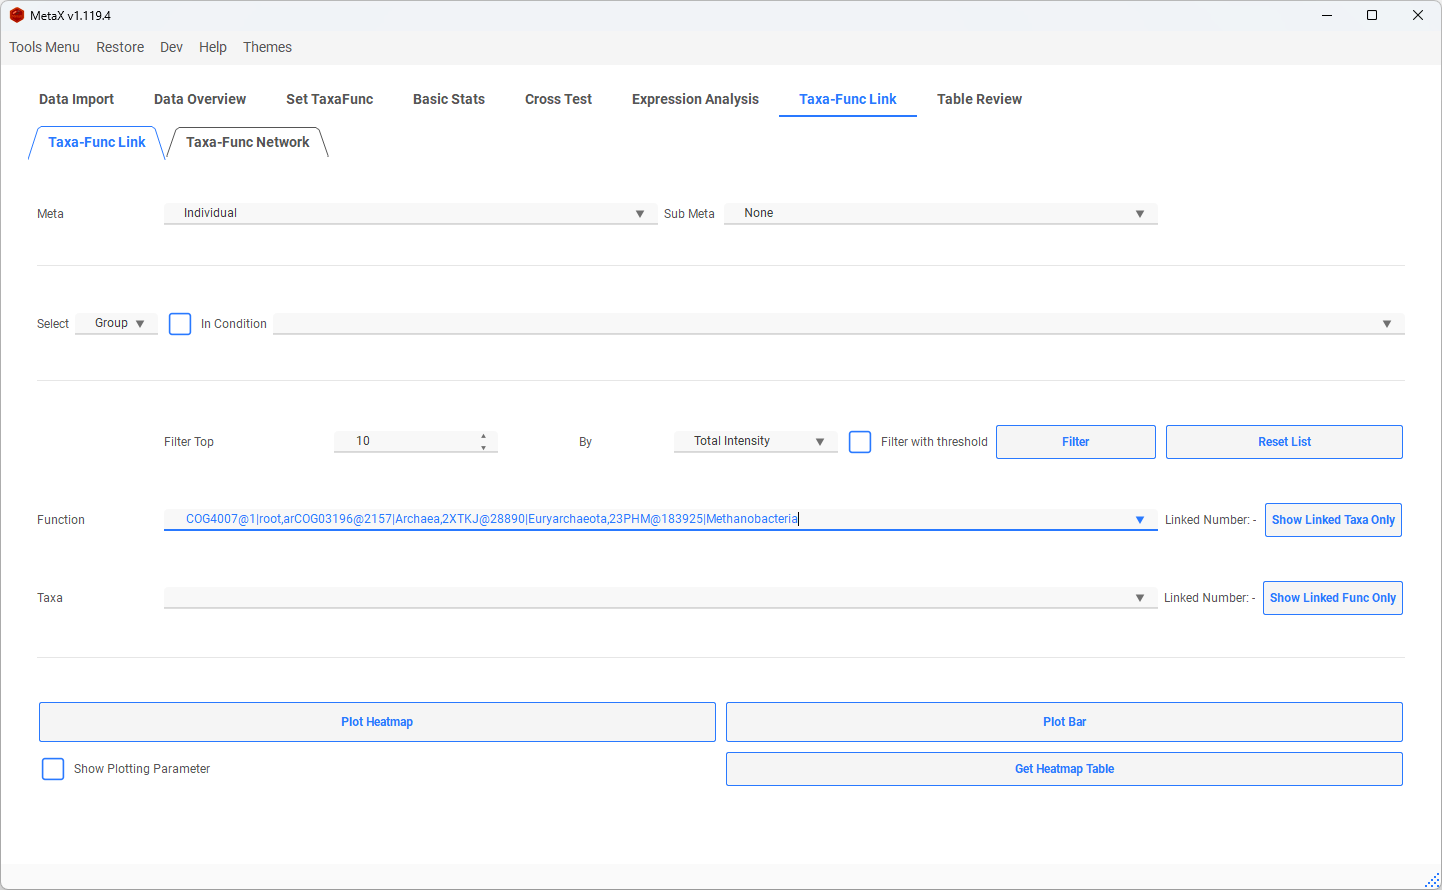 MetaX v1.119.4
Tools Menu Restore Dev Help Themes
Data Import Data Overview Set TaxaFunc Basic Stats Cross Test Expression Analysis Taxa-Func Link Table Review
Taxa-Func Link Taxa-Func Network
Meta Individual Sub Meta None
Select Group In Condition
Filter Top 10 By Total Intensity Filter with threshold Filter Reset List
Function COG4007@1|root,arCOG03196@2157|Archaea,2XTKJ@28890|Euryarchaeota,23PHM@183925|Methanobacteria Linked Number: - Show Linked Taxa Only
Taxa Linked Number: - Show Linked Func Only
Plot Heatmap Plot Bar
Show Plotting Parameter Get Heatmap Table